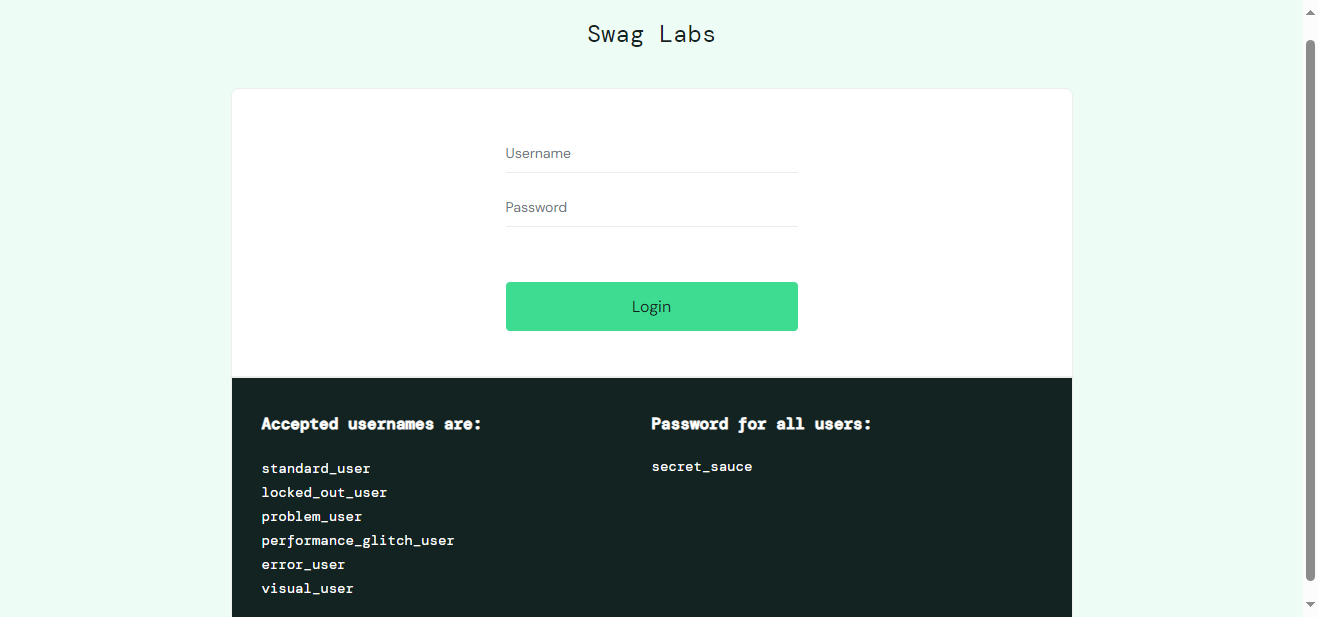 Swag Labs
Username
Password
Login
Accepted usernames are:
standard_user
locked_out_user
problem_user
performance_glitch_user
error_user
visual_user
Password for all users:
secret_sauce